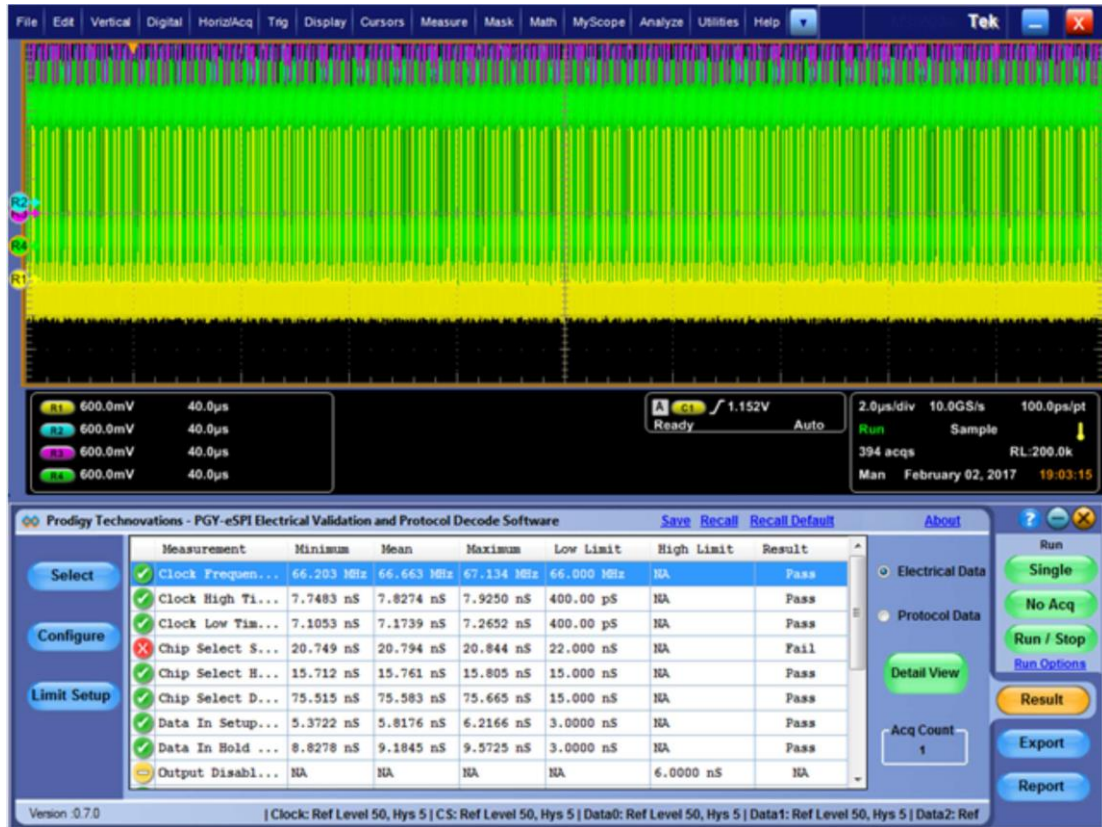 File Edit Vertical Digital Horiz/Acq Trig Display Cursors Measure Mask Math MyScope Analyze Utilities Help Tek X
R2
R4
R1
R1 600.0mV 40.0µs
R2 600.0mV 40.0µs
R3 600.0mV 40.0µs
R4 600.0mV 40.0µs
A C1 1.152V
Ready Auto
2.0µs/div 10.0GS/s 100.0ps/pt
Run Sample
394 acqs RL:200.0k
Man February 02, 2017 19:03:15
Prodigy Technovations - PGY-eSPI Electrical Validation and Protocol Decode Software Save Recall Recall Default About ?
Select
Configure
Limit Setup
Measurement Minimum Mean Maximum Low Limit High Limit Result
Clock Frequen... 66.203 MHz 66.663 MHz 67.134 MHz 66.000 MHz NA Pass
Clock High Ti... 7.7483 nS 7.8274 nS 7.9250 nS 400.00 pS NA Pass
Clock Low Tim... 7.1053 nS 7.1739 nS 7.2652 nS 400.00 pS NA Pass
Chip Select S... 20.749 nS 20.794 nS 20.844 nS 22.000 nS NA Fail
Chip Select H... 15.712 nS 15.761 nS 15.805 nS 15.000 nS NA Pass
Chip Select D... 75.515 nS 75.583 nS 75.665 nS 15.000 nS NA Pass
Data In Setup... 5.3722 nS 5.8176 nS 6.2166 nS 3.0000 nS NA Pass
Data In Hold ... 8.8278 nS 9.1845 nS 9.5725 nS 3.0000 nS NA Pass
Output Disabl... NA NA NA NA 6.0000 nS NA
Electrical Data
Protocol Data
Detail View
Acq Count
1
Run
Single
No Acq
Run / Stop
Run Options
Result
Export
Report
Version :0.7.0 | Clock: Ref Level 50, Hys 5 | CS: Ref Level 50, Hys 5 | Data0: Ref Level 50, Hys 5 | Data1: Ref Level 50, Hys 5 | Data2: Ref